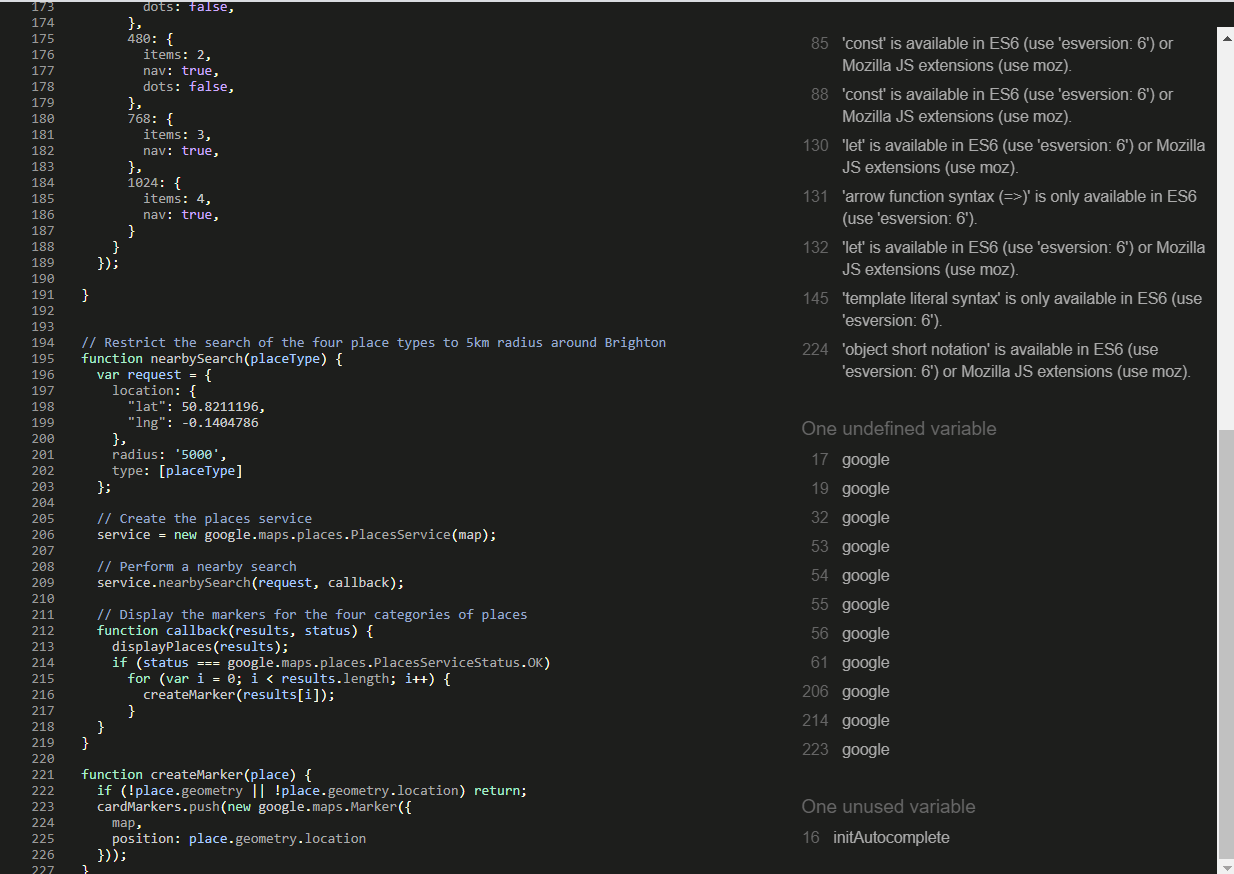 173 dots: false,
174 },
175 480: {
176 items: 2,
177 nav: true,
178 dots: false,
179 },
180 768: {
181 items: 3,
182 nav: true,
183 },
184 1024: {
185 items: 4,
186 nav: true,
187 }
188 }
189 });
190
191 }
192
193
194 // Restrict the search of the four place types to 5km radius around Brighton
195 function nearbySearch(placeType) {
196 var request = {
197 location: {
198 "lat": 50.8211196,
199 "lng": -0.1404786
200 },
201 radius: '5000',
202 type: [placeType]
203 };
204
205 // Create the places service
206 service = new google.maps.places.PlacesService(map);
207
208 // Perform a nearby search
209 service.nearbySearch(request, callback);
210
211 // Display the markers for the four categories of places
212 function callback(results, status) {
213 displayPlaces(results);
214 if (status === google.maps.places.PlacesServiceStatus.OK)
215 for (var i = 0; i < results.length; i++) {
216 createMarker(results[i]);
217 }
218 }
219 }
220
221 function createMarker(place) {
222 if (!place.geometry || !place.geometry.location) return;
223 cardMarkers.push(new google.maps.Marker({
224 map,
225 position: place.geometry.location
226 }));
227 }
85 'const' is available in ES6 (use 'esversion: 6') or
Mozilla JS extensions (use moz).
88 'const' is available in ES6 (use 'esversion: 6') or
Mozilla JS extensions (use moz).
130 'let' is available in ES6 (use 'esversion: 6') or Mozilla
JS extensions (use moz).
131 'arrow function syntax (=>)' is only available in ES6
(use 'esversion: 6').
132 'let' is available in ES6 (use 'esversion: 6') or Mozilla
JS extensions (use moz).
145 'template literal syntax' is only available in ES6 (use
'esversion: 6').
224 'object short notation' is available in ES6 (use
'esversion: 6') or Mozilla JS extensions (use moz).
One undefined variable
17 google
19 google
32 google
53 google
54 google
55 google
56 google
61 google
206 google
214 google
223 google
One unused variable
16 initAutocomplete